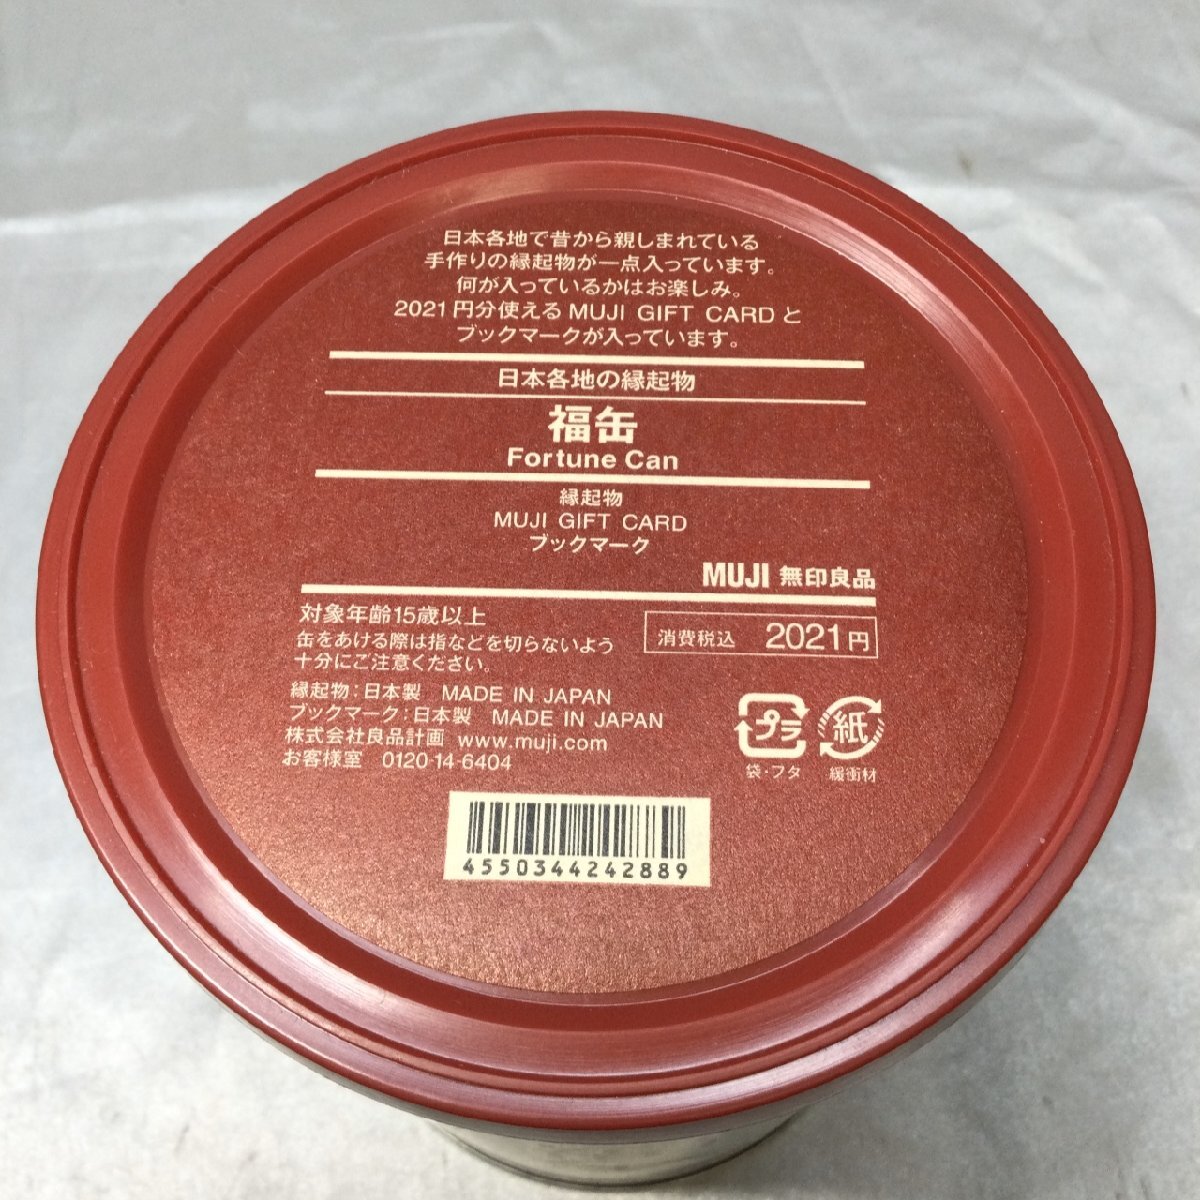 日本各地で昔から親しまれている
手作りの縁起物が一点入っています。
何が入っているかはお楽しみ。
2021円分使える MUJI GIFT CARDと
ブックマークが入っています。
日本各地の縁起物
福缶
Fortune Can
縁起物
MUJI GIFT CARD
ブックマーク
MUJI 無印良品
対象年齢15歳以上
缶をあける際は指などを切らないよう
十分にご注意ください。
消費税込 2021円
縁起物：日本製 MADE IN JAPAN
ブックマーク：日本製 MADE IN JAPAN
株式会社良品計画 www.muji.com
お客様室 0120-14-6404
プラ 紙
袋・フタ 緩衝材
4550344242889